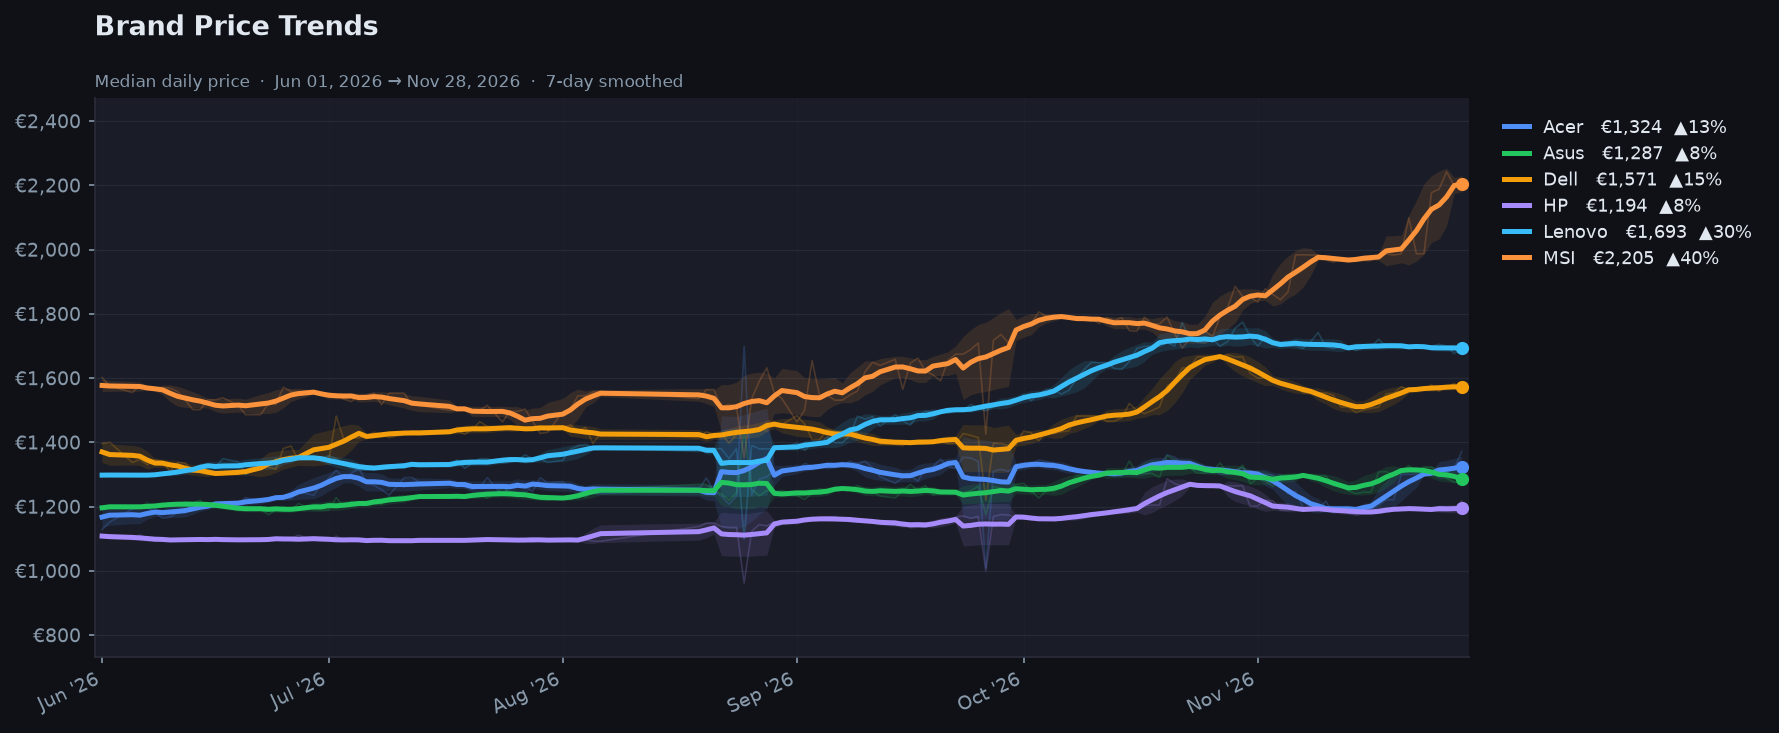 Brand Price Trends
Median daily price · Jun 01, 2026 → Nov 28, 2026 · 7-day smoothed
€2,400
€2,200
€2,000
€1,800
€1,600
€1,400
€1,200
€1,000
€800
Jun '26
Jul '26
Aug '26
Sep '26
Oct '26
Nov '26
Acer €1,324 ▲13%
Asus €1,287 ▲8%
Dell €1,571 ▲15%
HP €1,194 ▲8%
Lenovo €1,693 ▲30%
MSI €2,205 ▲40%